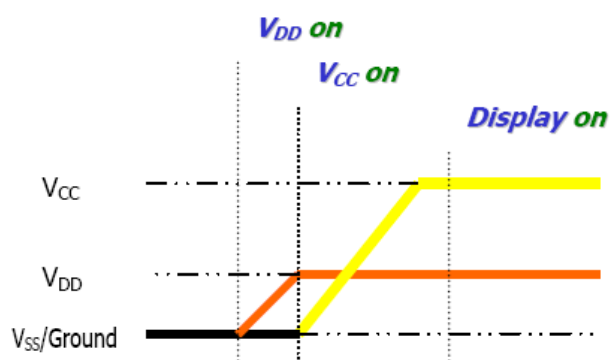 VDD on
VCC on
Display on
VCC
VDD
VSS/Ground